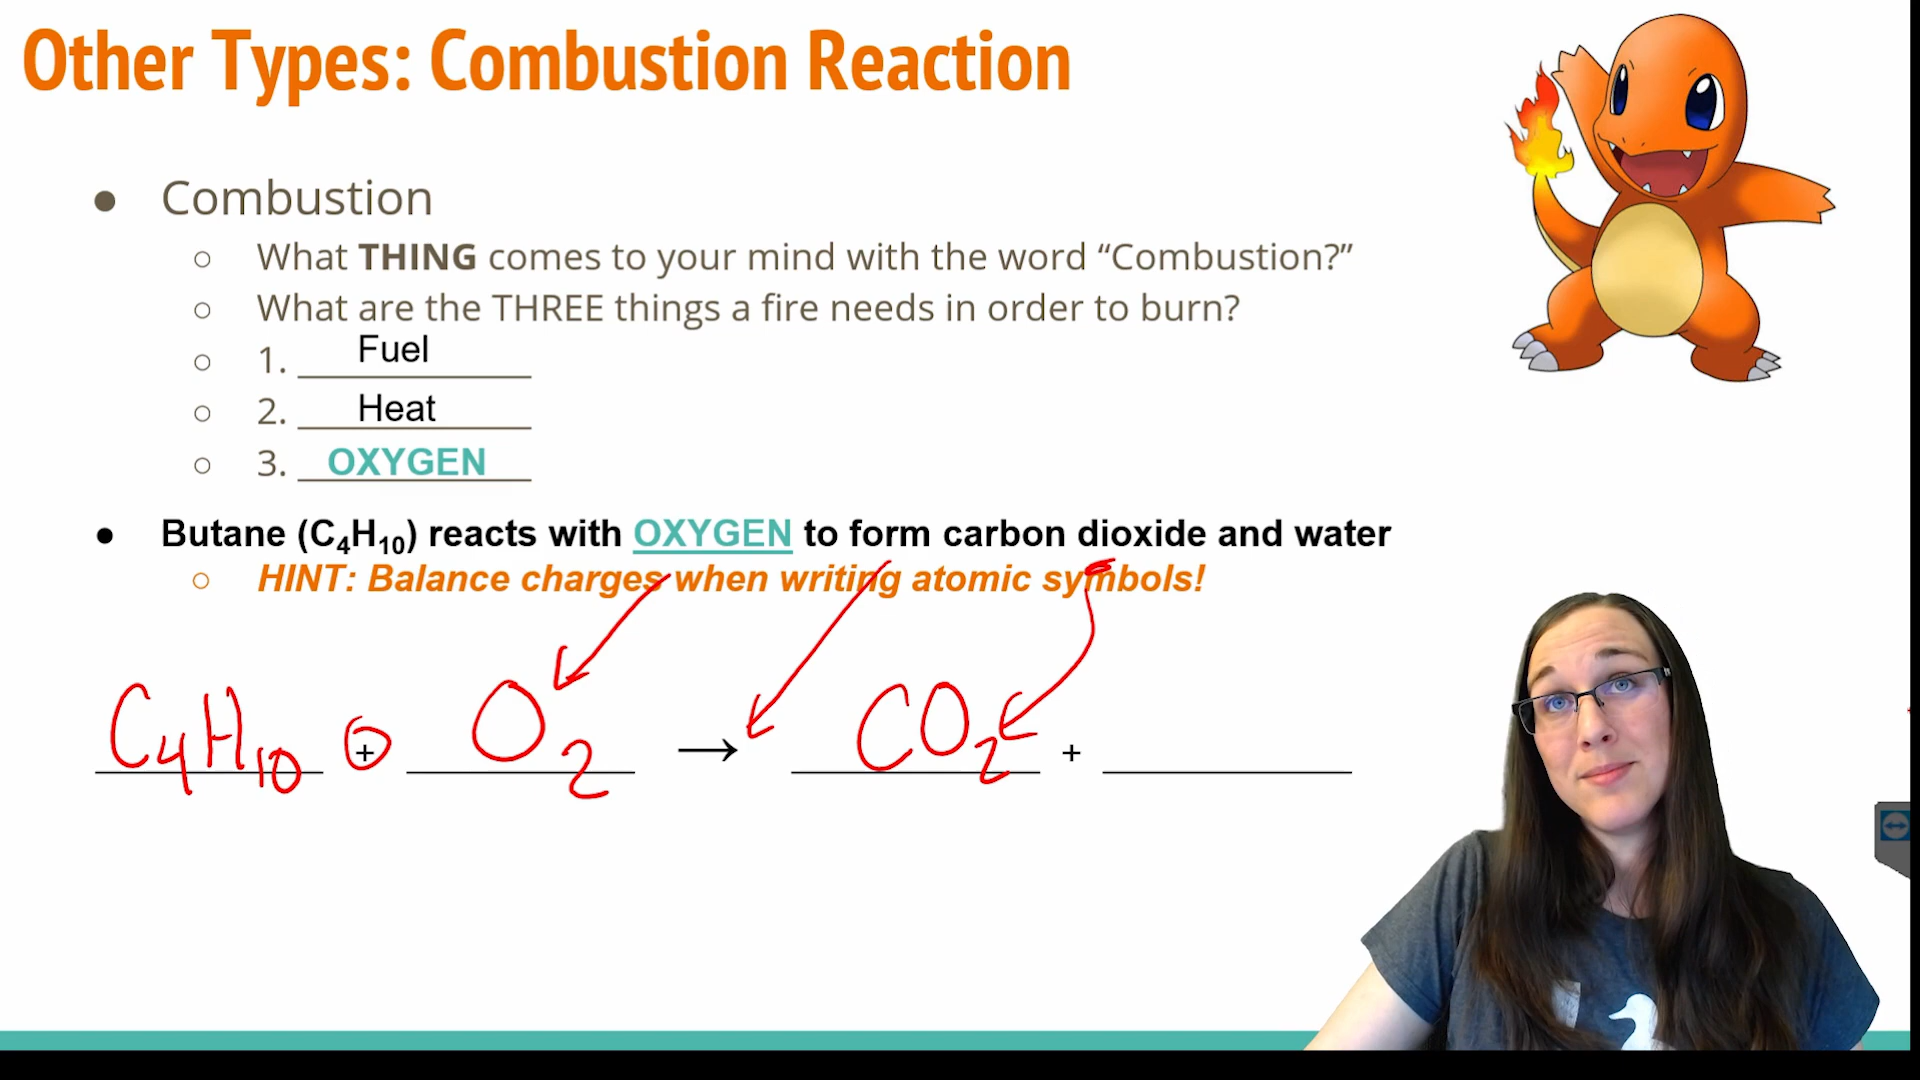 Other Types: Combustion Reaction
● Combustion
○ What THING comes to your mind with the word “Combustion?”
○ What are the THREE things a fire needs in order to burn?
○ 1. Fuel
○ 2. Heat
○ 3. OXYGEN
● Butane (C₄H₁₀) reacts with OXYGEN to form carbon dioxide and water
○ HINT: Balance charges when writing atomic symbols!
C₄H₁₀ + O₂ → CO₂ +